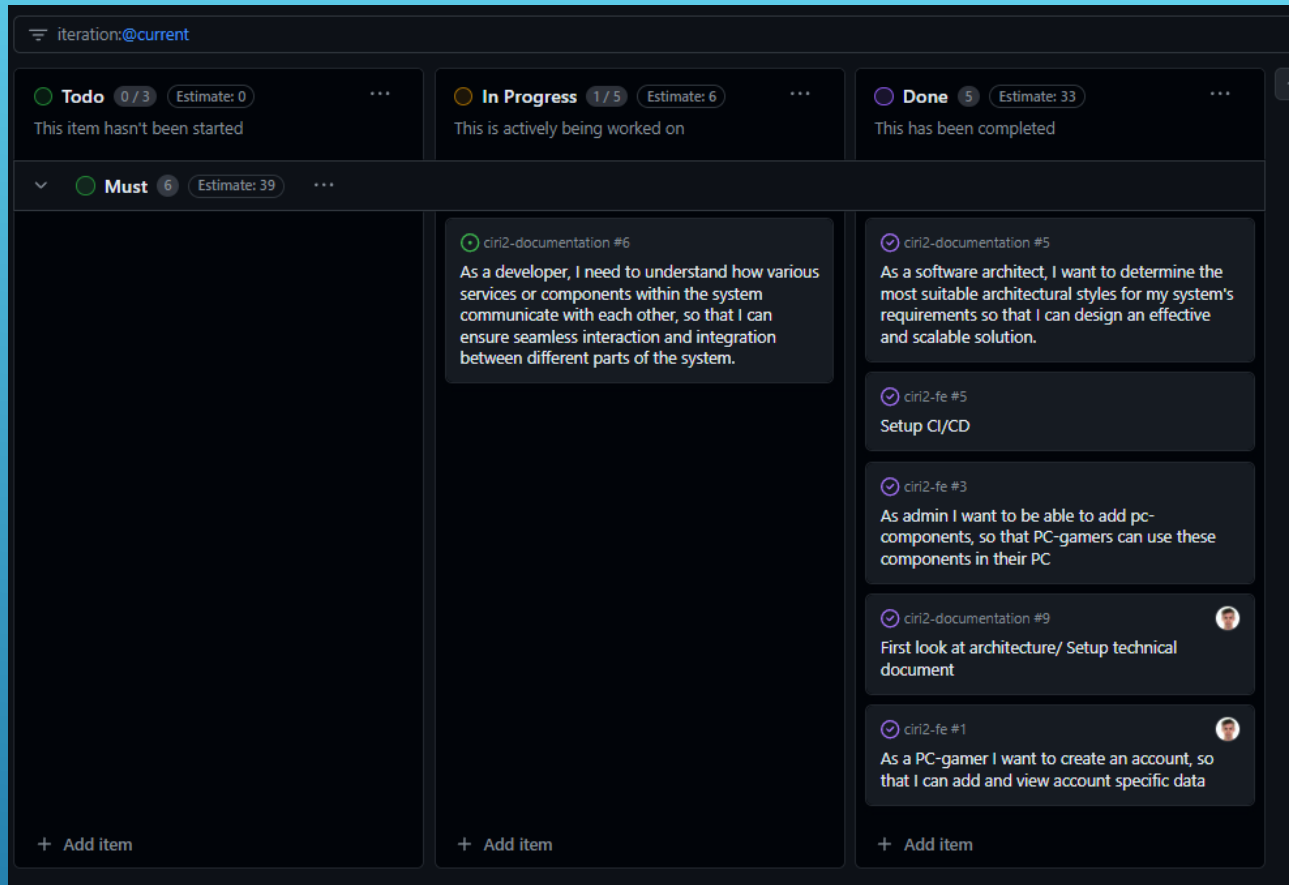 iteration:@current
Todo 0 / 3 Estimate: 0 ...
This item hasn't been started
In Progress 1 / 5 Estimate: 6 ...
This is actively being worked on
Done 5 Estimate: 33 ...
This has been completed
Must 6 Estimate: 39 ...
ciri2-documentation #6
As a developer, I need to understand how various
services or components within the system
communicate with each other, so that I can
ensure seamless interaction and integration
between different parts of the system.
ciri2-documentation #5
As a software architect, I want to determine the
most suitable architectural styles for my system's
requirements so that I can design an effective
and scalable solution.
ciri2-fe #5
Setup CI/CD
ciri2-fe #3
As admin I want to be able to add pc-
components, so that PC-gamers can use these
components in their PC
ciri2-documentation #9
First look at architecture/ Setup technical
document
ciri2-fe #1
As a PC-gamer I want to create an account, so
that I can add and view account specific data
+ Add item
+ Add item
+ Add item